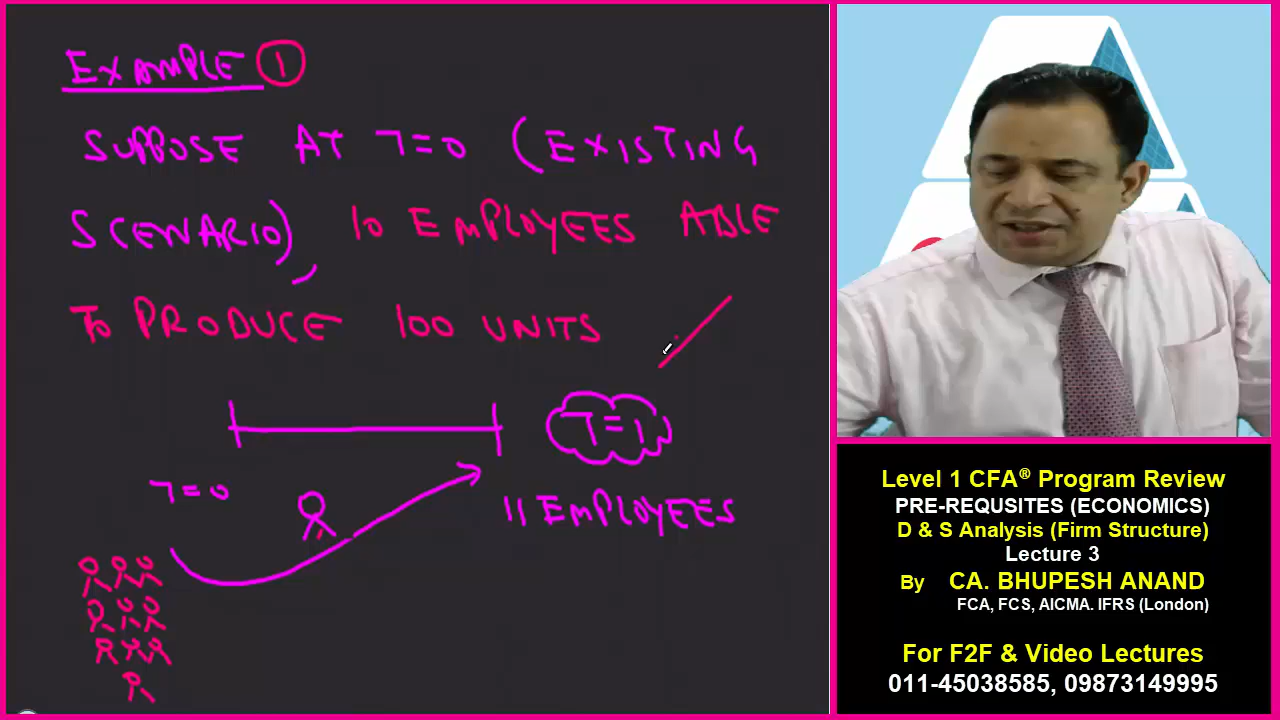 EXAMPLE 1
SUPPOSE AT T=0 (EXISTING
SCENARIO), 10 EMPLOYEES ABLE
TO PRODUCE 100 UNITS
T=1
T=0
11 EMPLOYEES
Level 1 CFA® Program Review
PRE-REQUSITES (ECONOMICS)
D & S Analysis (Firm Structure)
Lecture 3
By CA. BHUPESH ANAND
FCA, FCS, AICMA. IFRS (London)
For F2F & Video Lectures
011-45038585, 09873149995